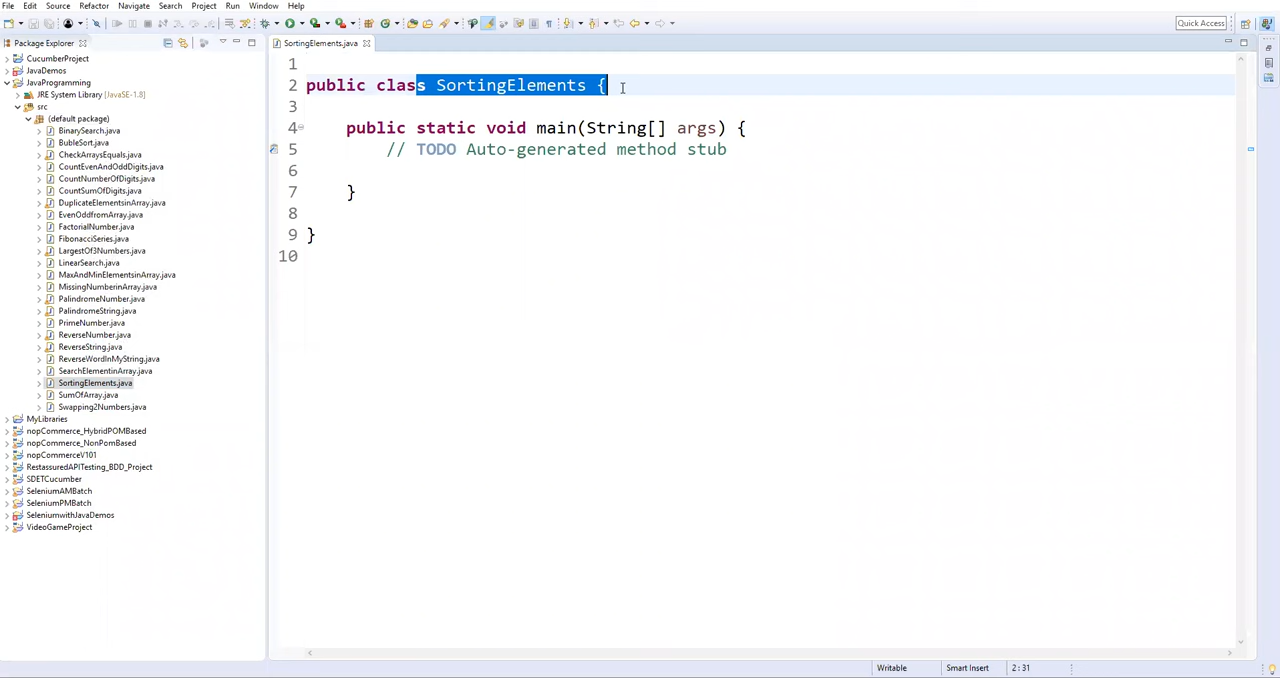 File Edit Source Refactor Navigate Search Project Run Window Help
Quick Access
Package Explorer
SortingElements.java
CucumberProject
JavaDemos
JavaProgramming
JRE System Library [JavaSE-1.8]
src
(default package)
BinarySearch.java
BubleSort.java
CheckArraysEquals.java
CountEvenAndOddDigits.java
CountNumberOfDigits.java
CountSumOfDigits.java
DuplicateElementsinArray.java
EvenOddfromArray.java
FactorialNumber.java
FibonacciSeries.java
LargestOf3Numbers.java
LinearSearch.java
MaxAndMinElementsinArray.java
MissingNumberinArray.java
PalindromeNumber.java
PalindromeString.java
PrimeNumber.java
ReverseNumber.java
ReverseString.java
ReverseWordInMyString.java
SearchElementinArray.java
SortingElements.java
SumOfArray.java
Swapping2Numbers.java
MyLibraries
nopCommerce_HybridPOMBased
nopCommerce_NonPomBased
nopCommerceV101
RestassuredAPITesting_BDD_Project
SDETCucumber
SeleniumAMBatch
SeleniumPMBatch
SeleniumwithJavaDemos
VideoGameProject
1
2 public class SortingElements {
3
4 public static void main(String[] args) {
5 // TODO Auto-generated method stub
6
7 }
8
9 }
10
Writable Smart Insert 2 : 31